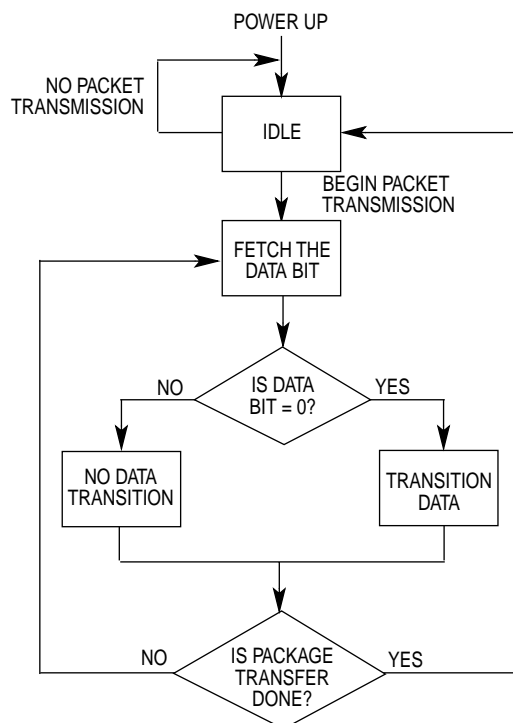 POWER UP
NO PACKET
TRANSMISSION
IDLE
BEGIN PACKET
TRANSMISSION
FETCH THE
DATA BIT
NO
IS DATA
BIT = 0?
YES
NO DATA
TRANSITION
TRANSITION
DATA
NO
IS PACKAGE
TRANSFER
DONE?
YES